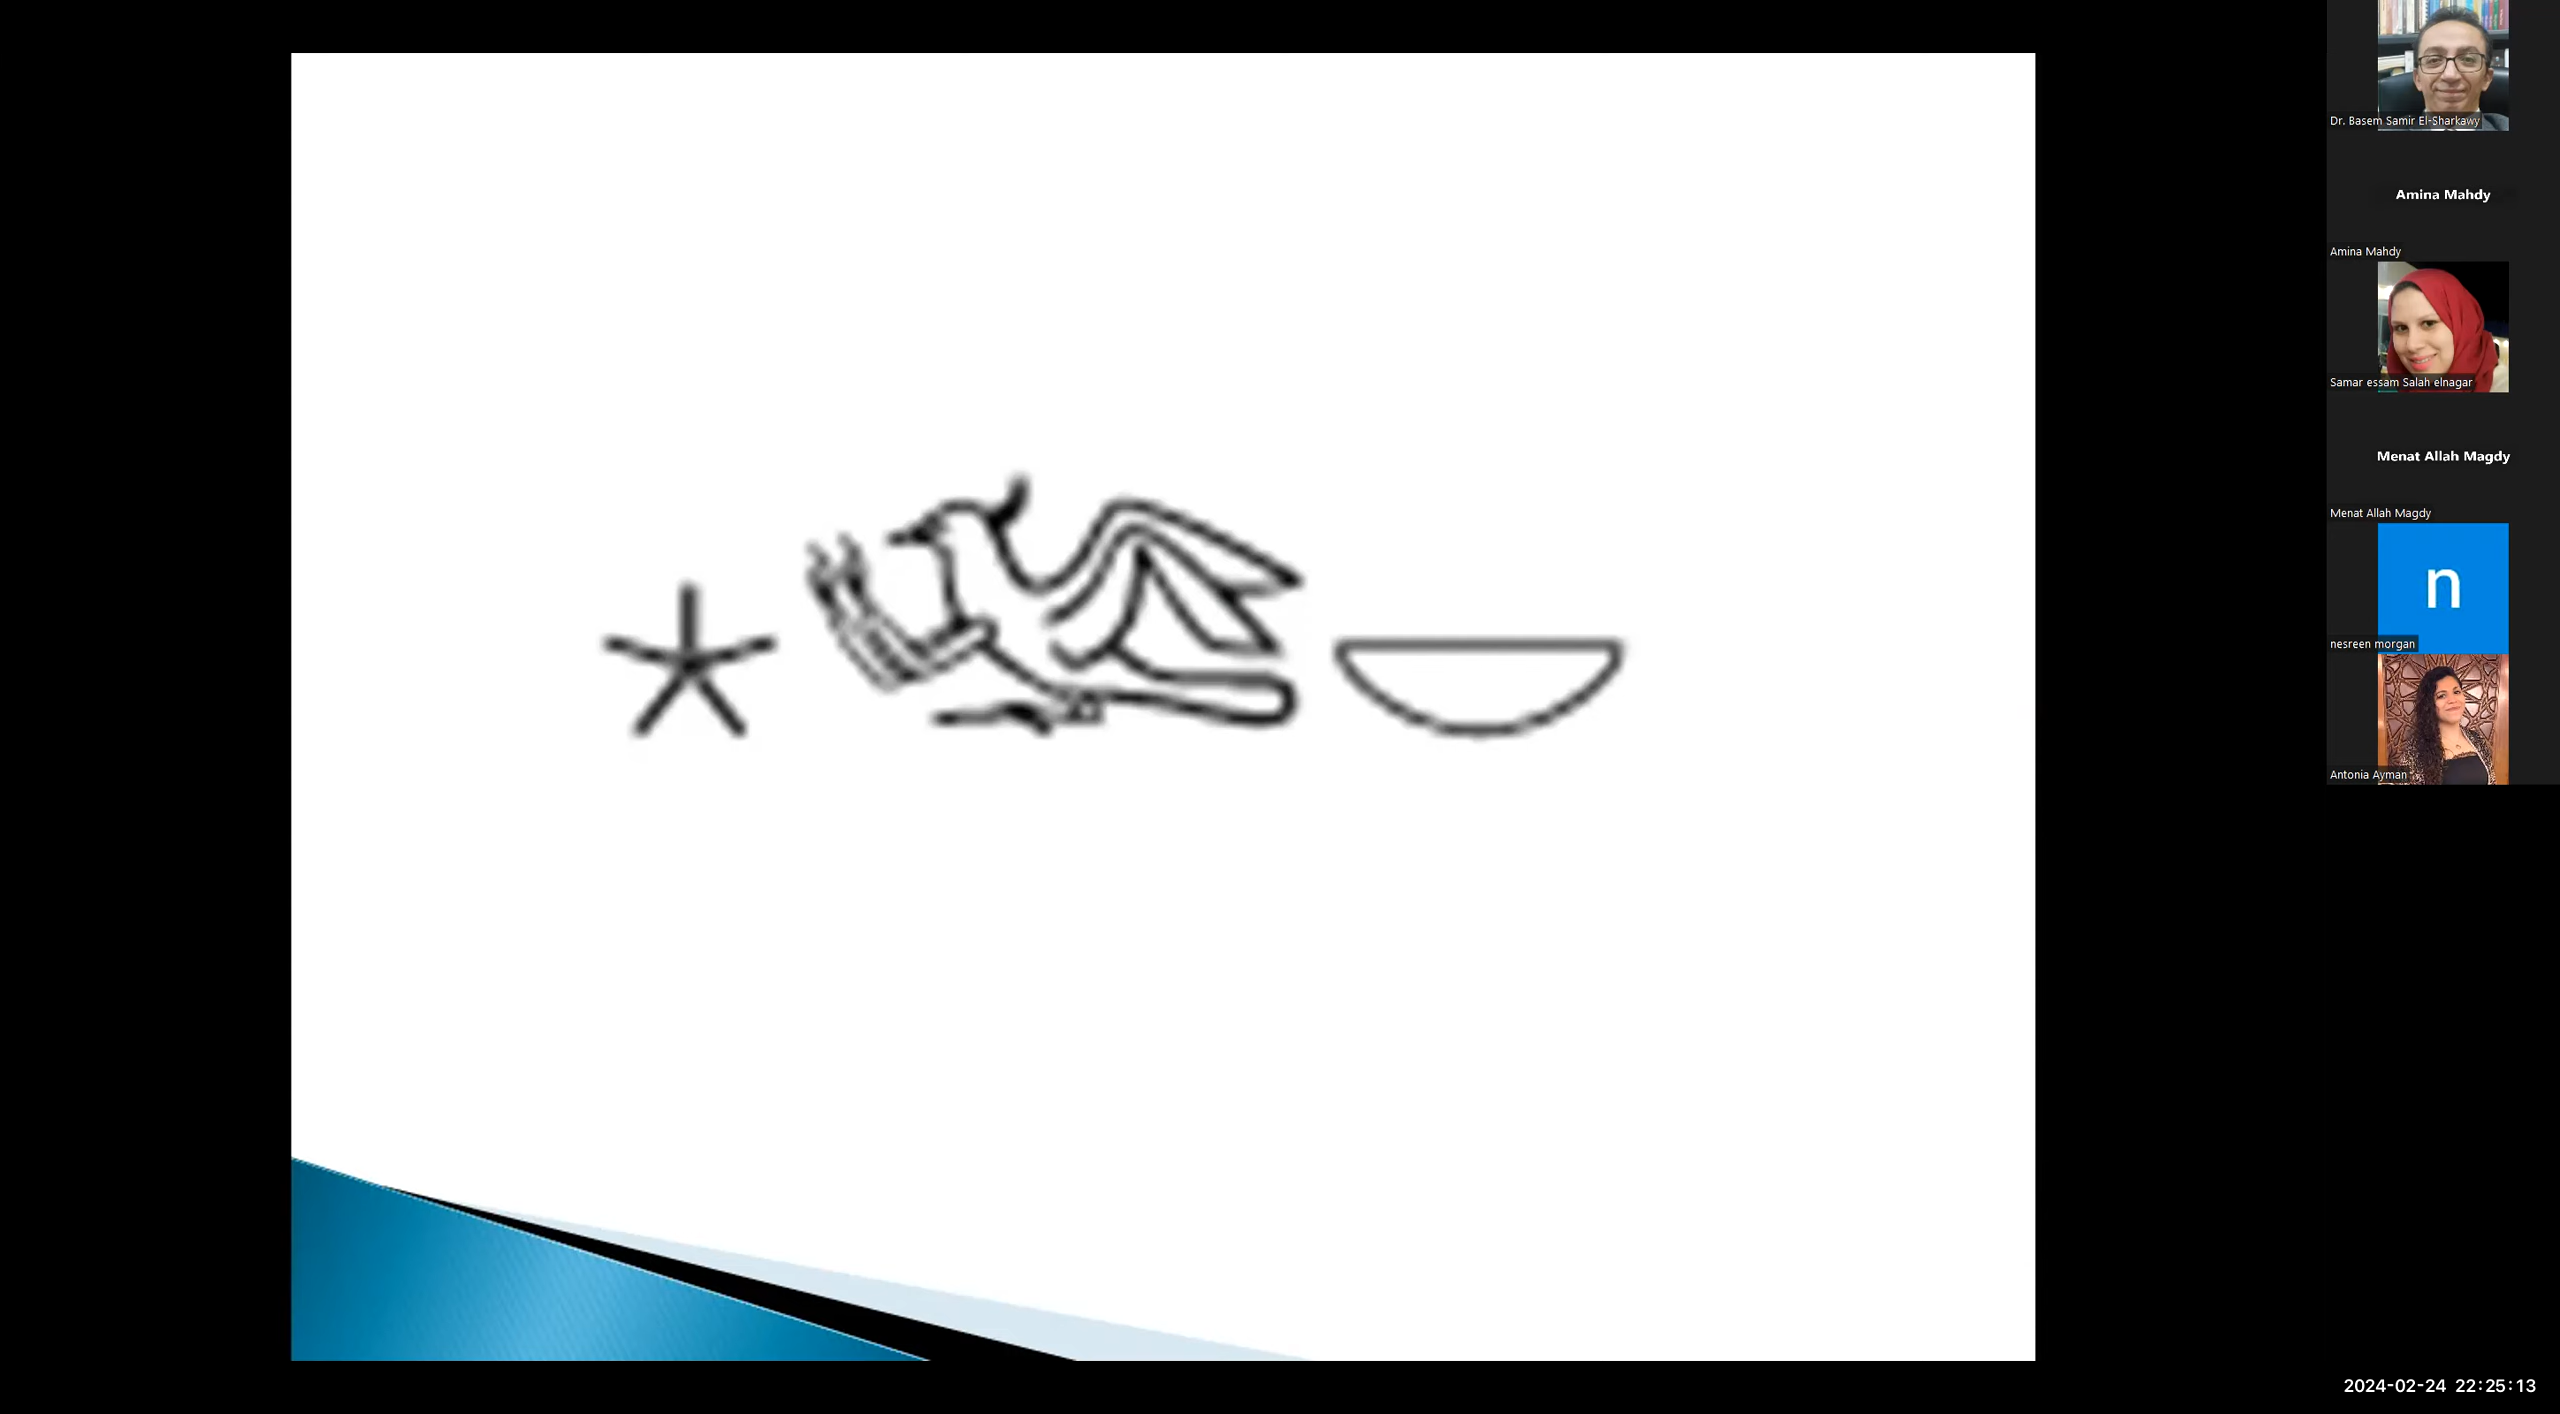 𓇼𓎟
Dr. Basem Samir El-Sharkawy
Amina Mahdy
Amina Mahdy
Samar essam Salah elnagar
Menat Allah Magdy
Menat Allah Magdy
n
nesreen morgan
Antonia Ayman
2024-02-24 22:25:13